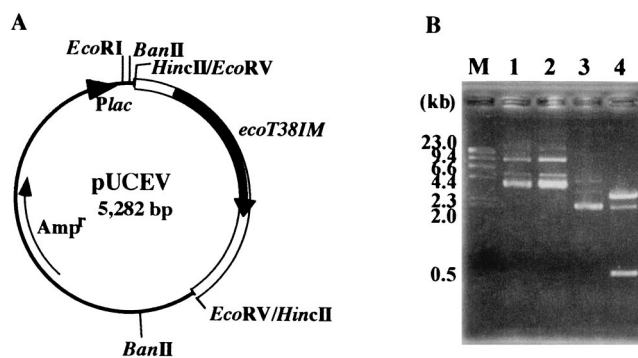 A
EcoRI
BanII
HincII/EcoRV
Plac
ecoT38IM
pUCEV
5,282 bp
Ampr
EcoRV/HincII
BanII
B
M 1 2 3 4
(kb)
23.0
9.4
6.6
4.4
2.3
2.0
0.5